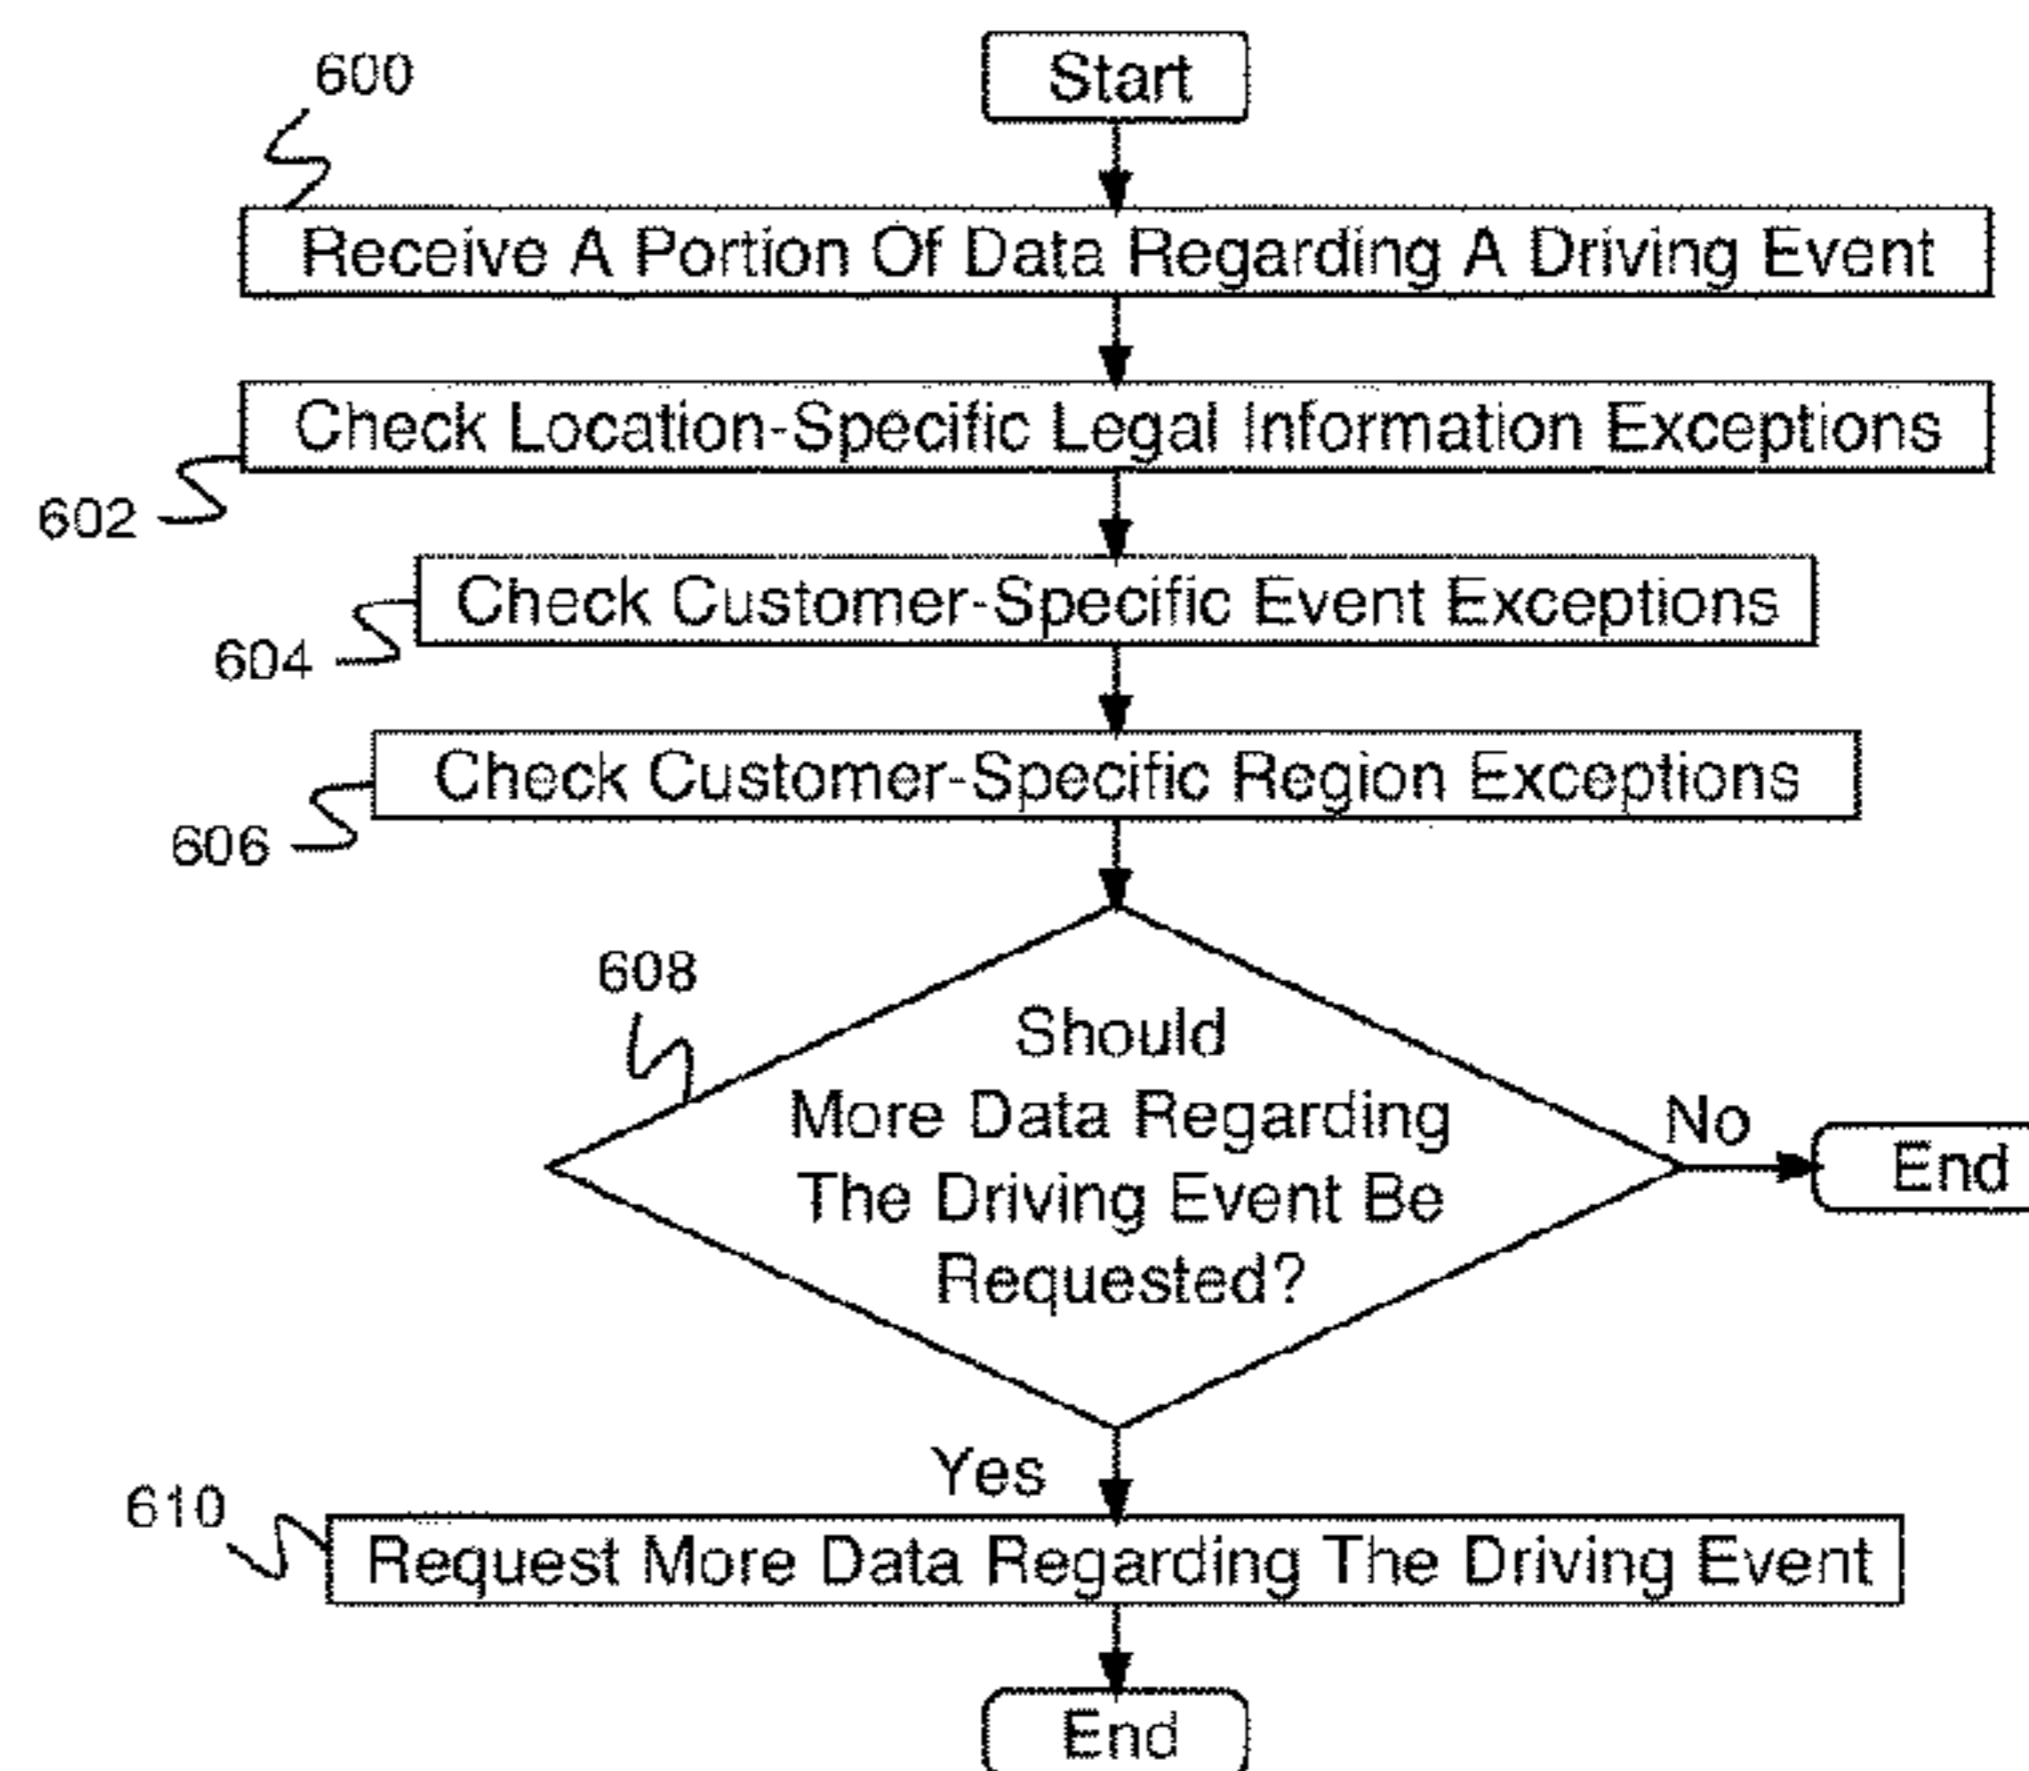 600
Start
Receive A Portion Of Data Regarding A Driving Event
Check Location-Specific Legal Information Exceptions
602
Check Customer-Specific Event Exceptions
604
Check Customer-Specific Region Exceptions
606
608
Should
More Data Regarding
The Driving Event Be
Requested?
No
End
Yes
610
Request More Data Regarding The Driving Event
End